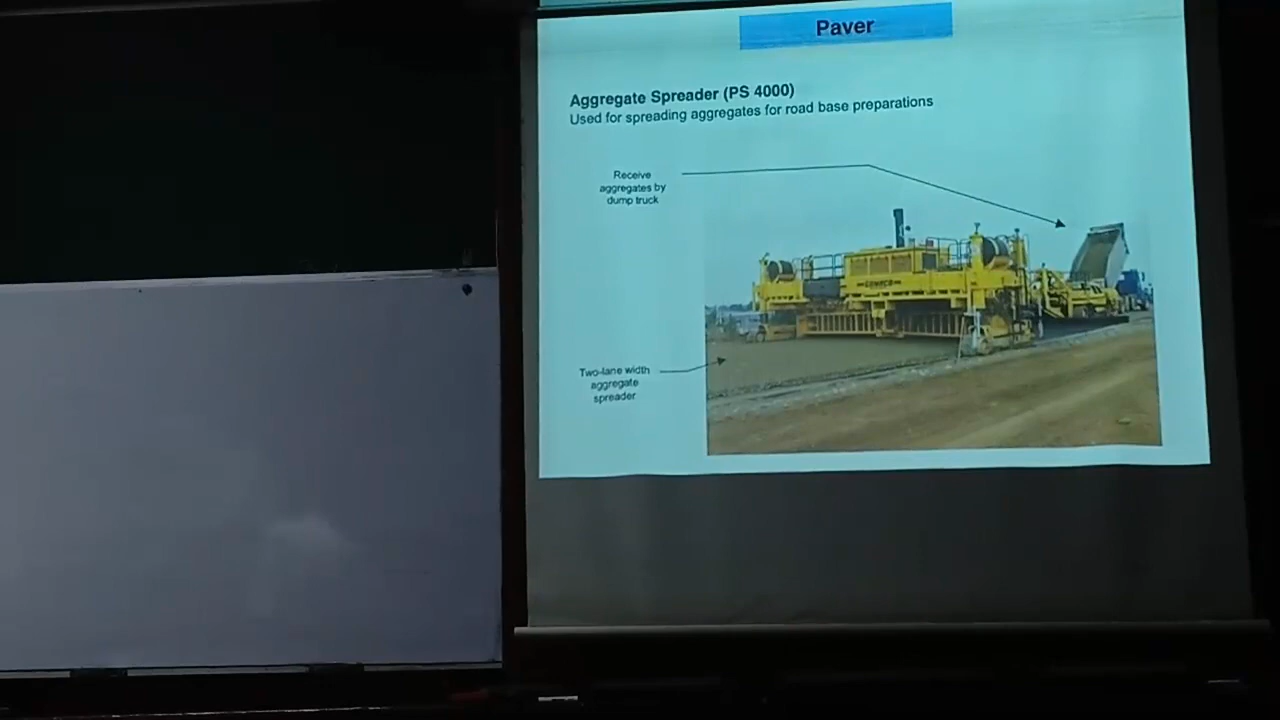 Paver
Aggregate Spreader (PS 4000)
Used for spreading aggregates for road base preparations
Receive
aggregates by
dump truck
Two-lane width
aggregate
spreader